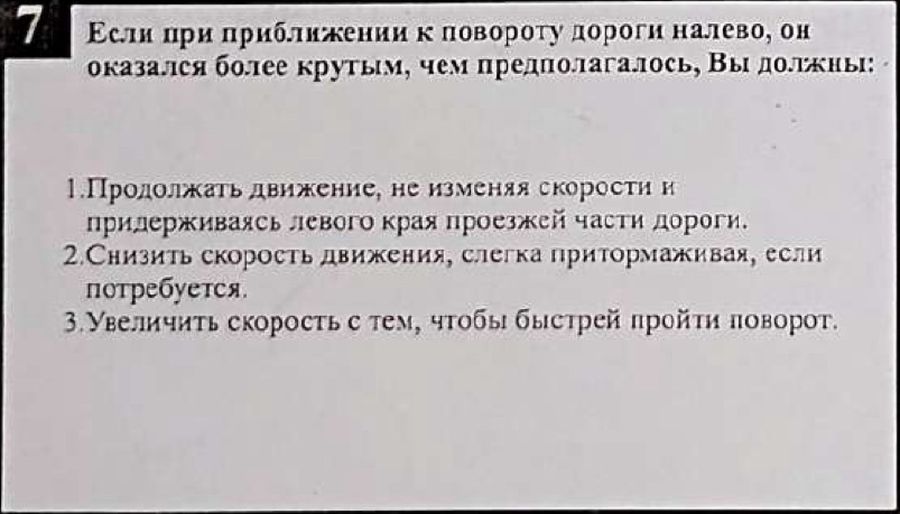 7
Если при приближении к повороту дороги налево, он
оказался более крутым, чем предполагалось, Вы должны:
1.Продолжать движение, не изменяя скорости и
придерживаясь левого края проезжей части дороги.
2.Снизить скорость движения, слегка притормаживая, если
потребуется.
3.Увеличить скорость с тем, чтобы быстрей пройти поворот.